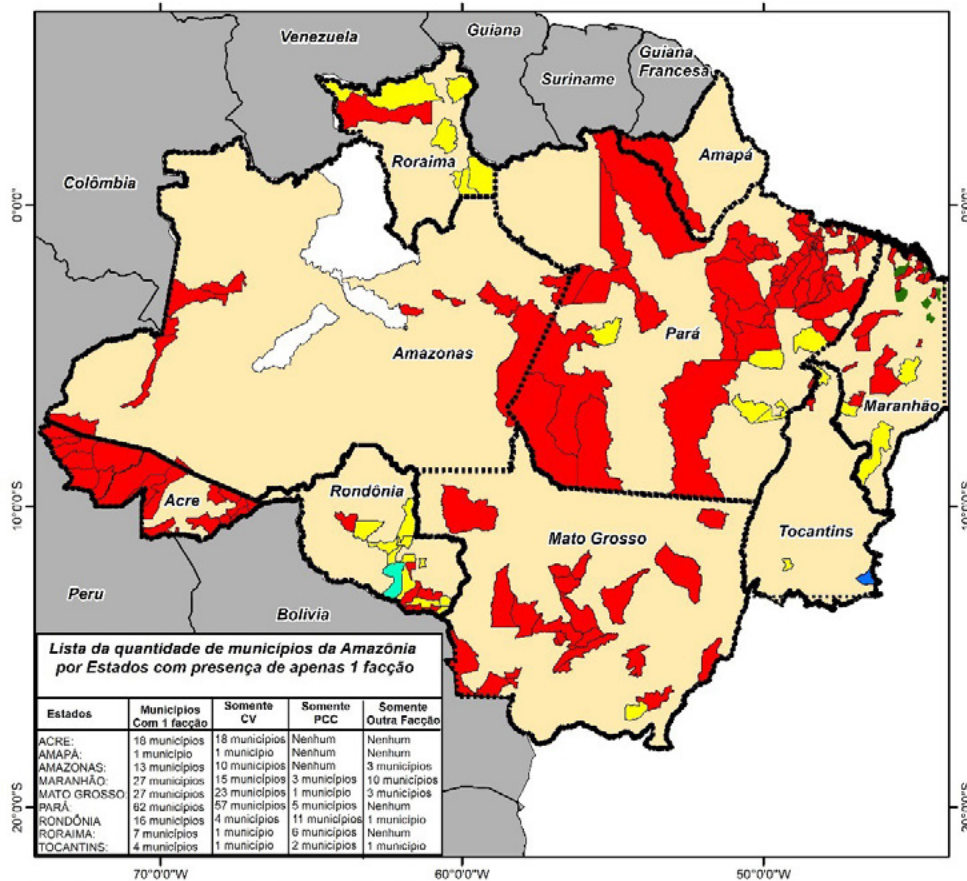 Venezuela
Guiana
Suriname
Guiana
Francesa
Colômbia
Roraima
Amapá
0°0'0"
0°0'0"
Amazonas
Pará
Maranhão
Acre
Rondônia
Mato Grosso
Tocantins
10°0'0"S
10°0'0"S
Peru
Bolivia
Lista da quantidade de municípios da Amazônia
por Estados com presença de apenas 1 facção
Estados Municípios Com 1 facção Somente CV Somente PCC Somente Outra Facção
ACRE: 18 municípios 18 municípios Nenhum Nenhum
AMAPÁ: 1 município 1 município Nenhum Nenhum
AMAZONAS: 13 municípios 10 municípios Nenhum 3 municípios
MARANHÃO: 27 municípios 15 municípios 3 municípios 10 municípios
MATO GROSSO: 27 municípios 23 municípios 1 município 3 municípios
PARÁ: 62 municípios 57 municípios 5 municípios Nenhum
RONDÔNIA 16 municípios 4 municípios 11 municípios 1 município
RORAIMA: 7 municípios 1 município 6 municípios Nenhum
TOCANTINS: 4 municípios 1 município 2 municípios 1 município
20°0'0"S
70°0'0"W
60°0'0"W
50°0'0"W